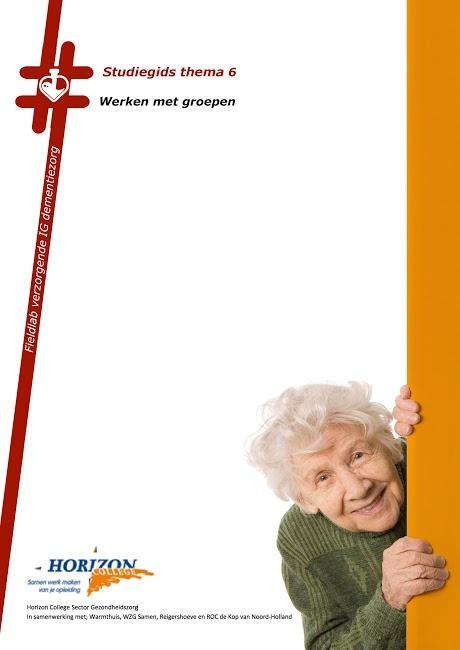 Studiegids thema 6
Werken met groepen
Fieldlab verzorgende IG dementiezorg
HORIZON
COLLEGE
Samen werk maken
van je opleiding
Horizon College Sector Gezondheidszorg
In samenwerking met; Warmthuis, WZG Samen, Reigershoeve en ROC de Kop van Noord-Holland